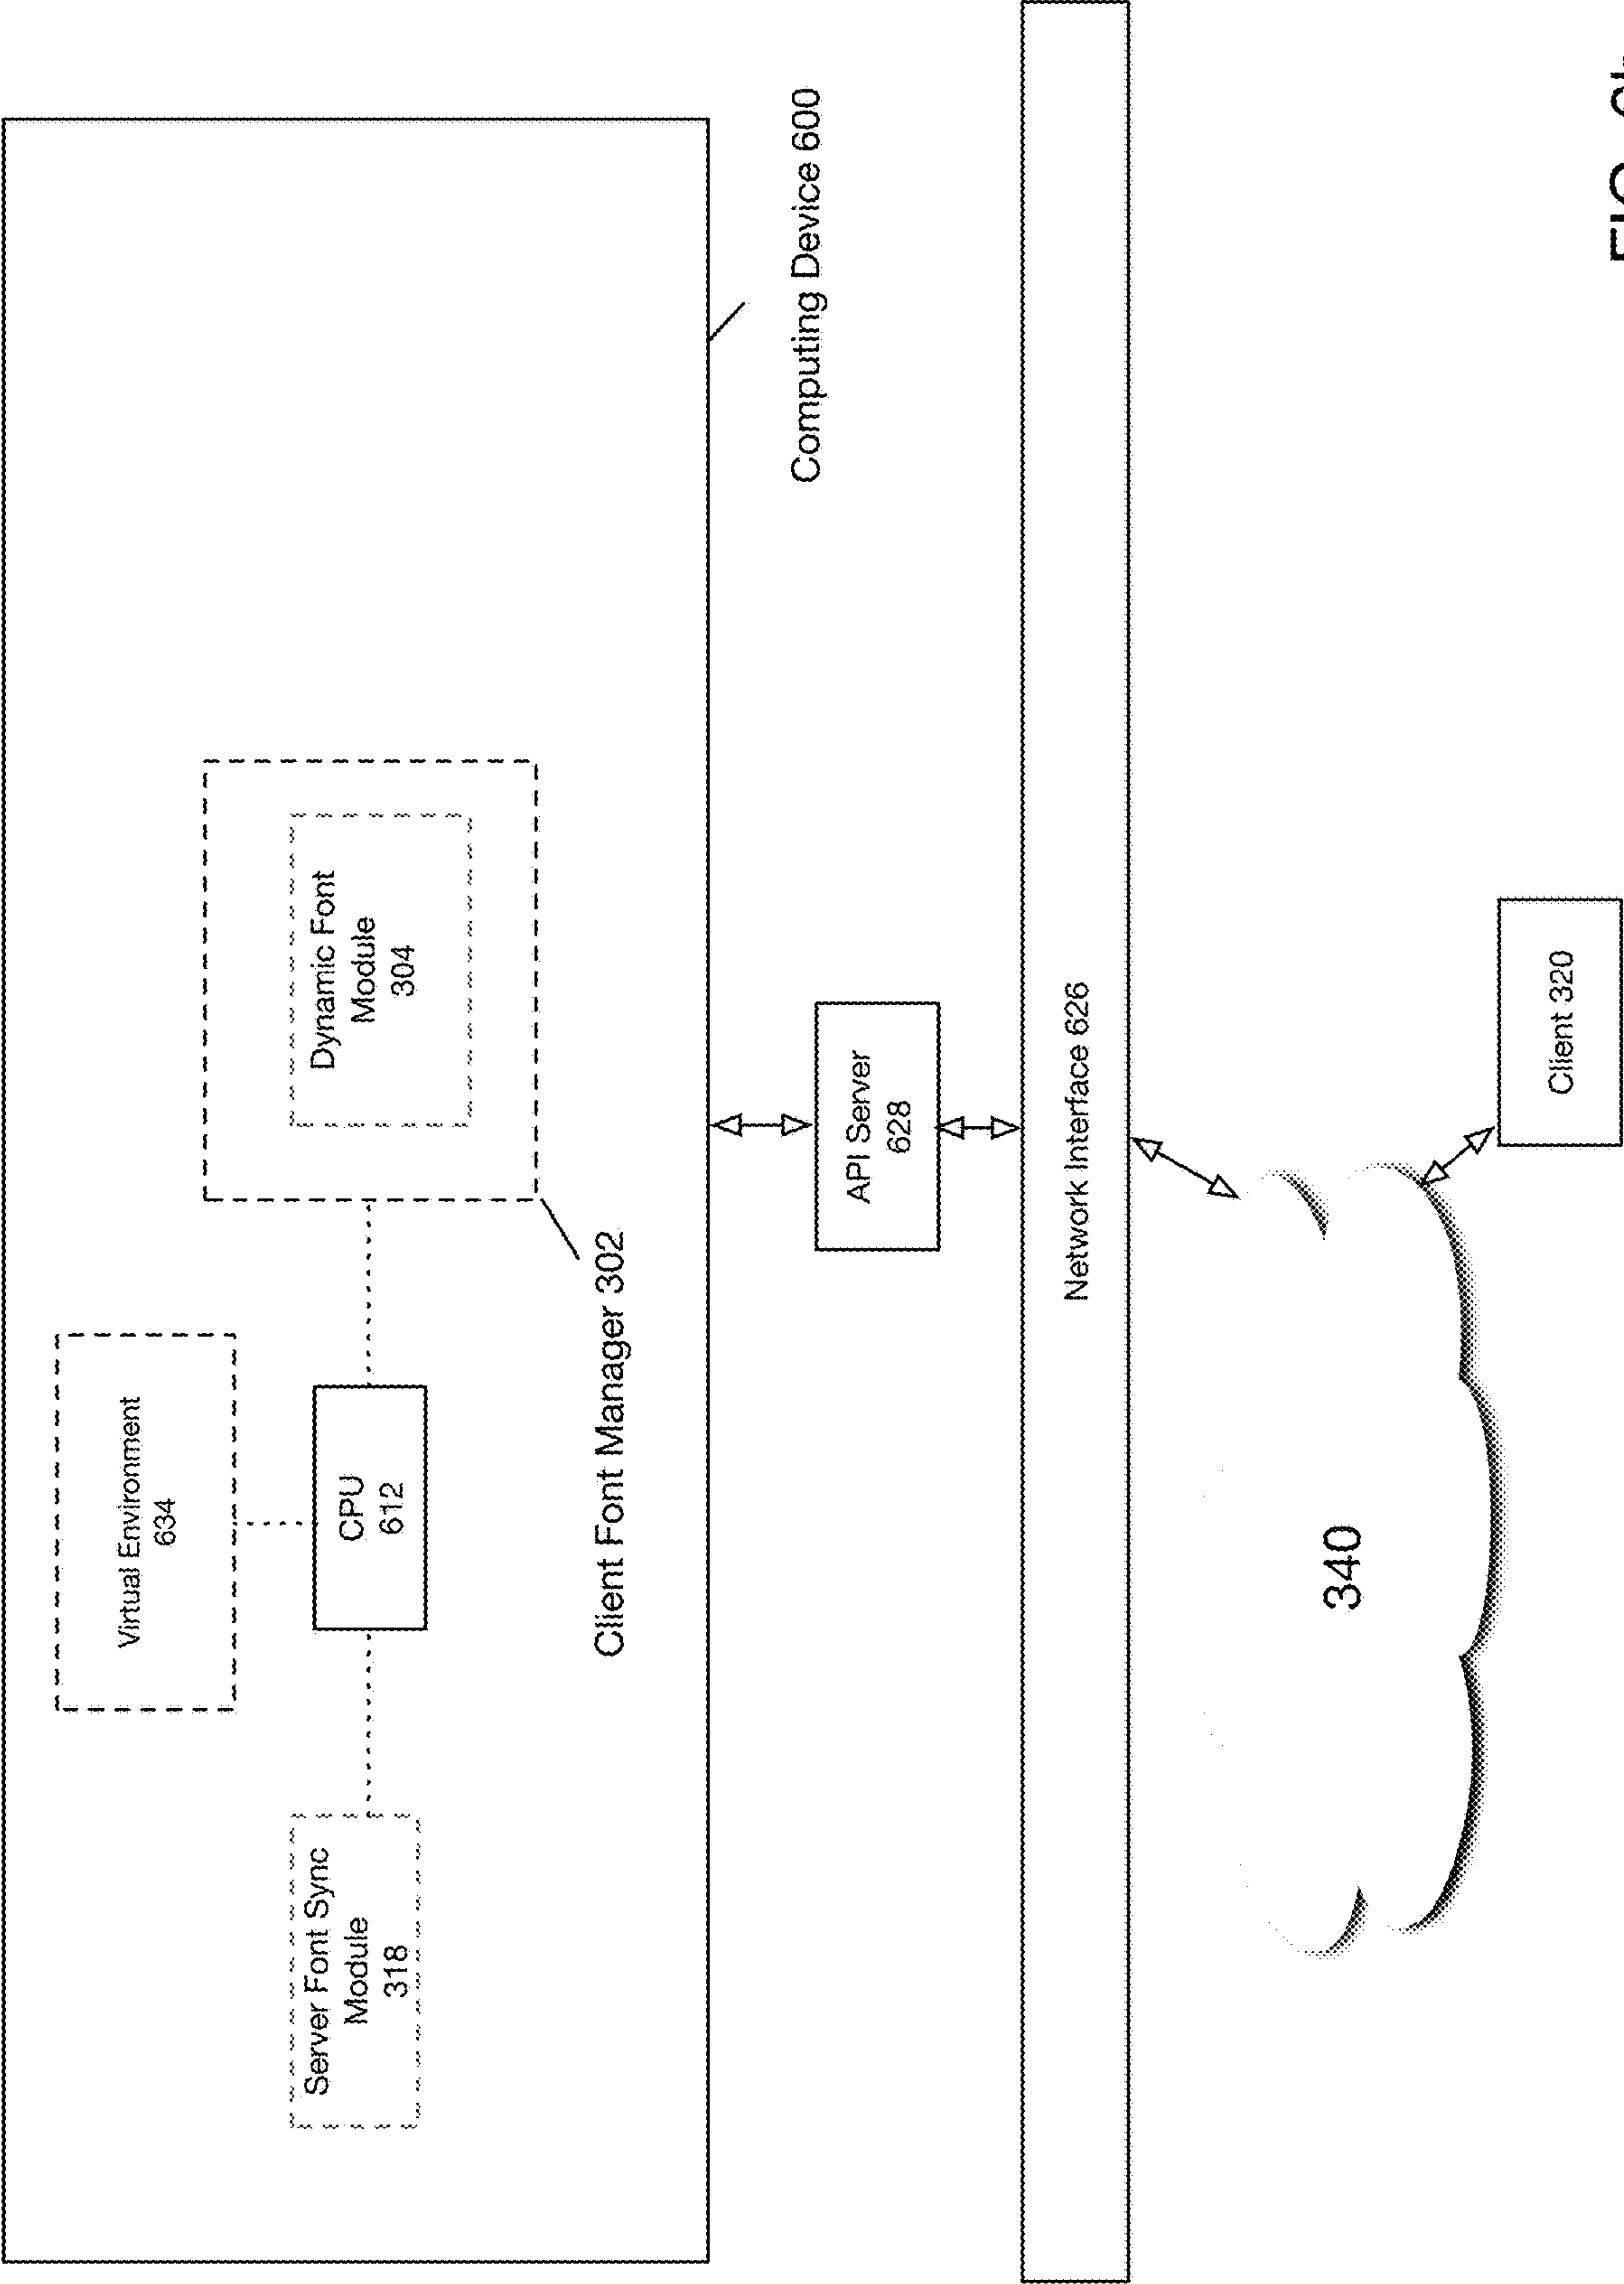 Virtual Environment
634
Server Font Sync
Module
318
CPU
612
Dynamic Font
Module
304
Client Font Manager 302
Computing Device 600
API Server
628
Network Interface 626
340
Client 320
FIG.